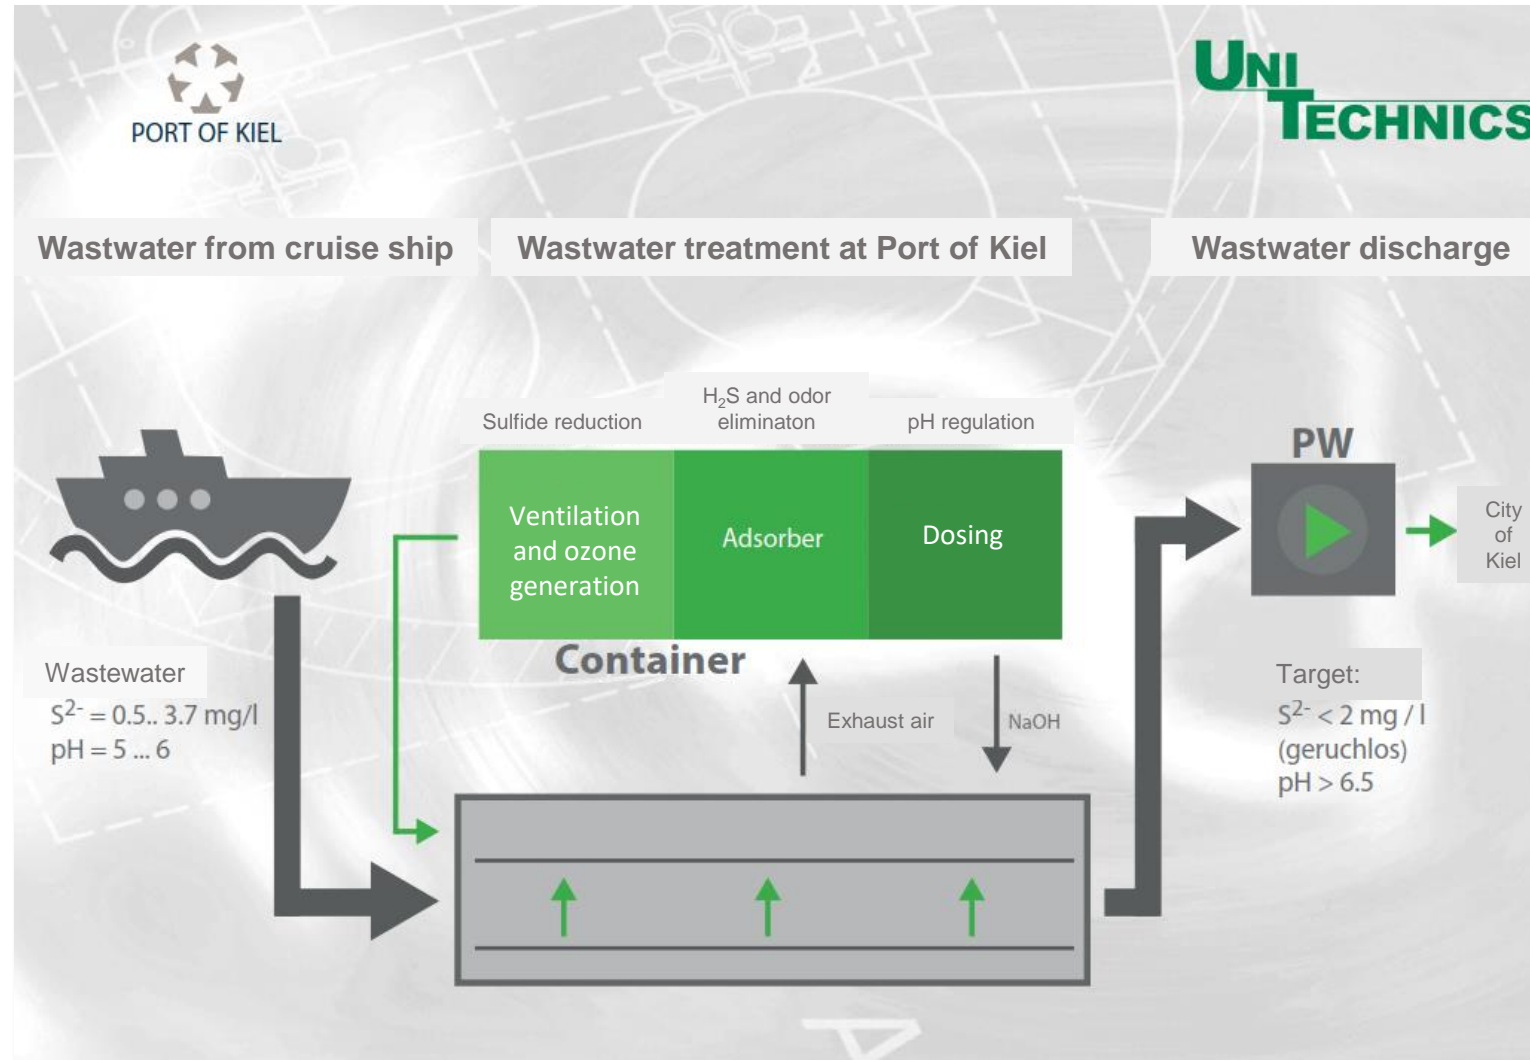 PORT OF KIEL
UNI
TECHNICS
Wastwater from cruise ship
Wastwater treatment at Port of Kiel
Wastwater discharge
Sulfide reduction
H₂S and odor
eliminaton
pH regulation
Ventilation
and ozone
generation
Adsorber
Dosing
Container
PW
City
of
Kiel
Wastewater
S²⁻ = 0.5.. 3.7 mg/l
pH = 5 ... 6
Exhaust air
NaOH
Target:
S²⁻ < 2 mg / l
(geruchlos)
pH > 6.5